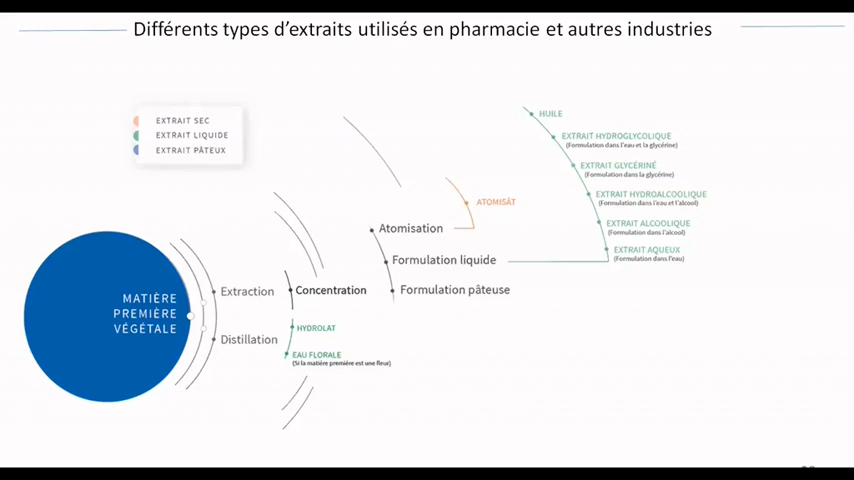 Différents types d'extraits utilisés en pharmacie et autres industries
EXTRAIT SEC
EXTRAIT LIQUIDE
EXTRAIT PÂTEUX
MATIÈRE
PREMIÈRE
VÉGÉTALE
Extraction
Distillation
Concentration
HYDROLAT
EAU FLORALE
(Si la matière première est une fleur)
Atomisation
Formulation liquide
Formulation pâteuse
ATOMISÂT
HUILE
EXTRAIT HYDROGLYCOLIQUE
(Formulation dans l'eau et la glycérine)
EXTRAIT GLYCÉRINÉ
(Formulation dans la glycérine)
EXTRAIT HYDROALCOOLIQUE
(Formulation dans l'eau et l'alcool)
EXTRAIT ALCOOLIQUE
(Formulation dans l'alcool)
EXTRAIT AQUEUX
(Formulation dans l'eau)